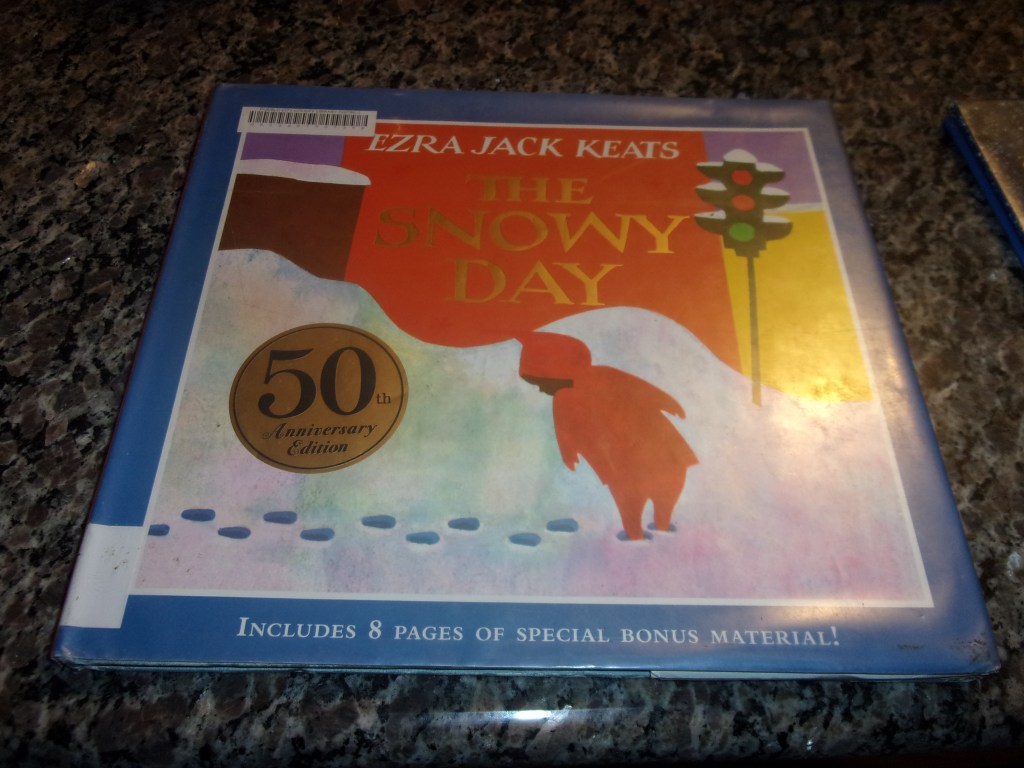 EZRA JACK KEATS
THE
SNOWY
DAY
50th
Anniversary
Edition
INCLUDES 8 PAGES OF SPECIAL BONUS MATERIAL!